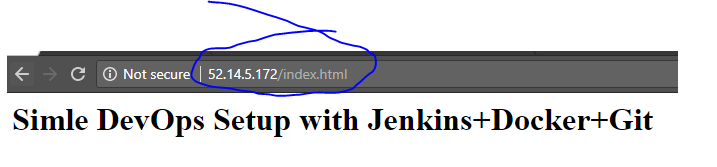 Not secure 52.14.5.172/index.html
Simle DevOps Setup with Jenkins+Docker+Git